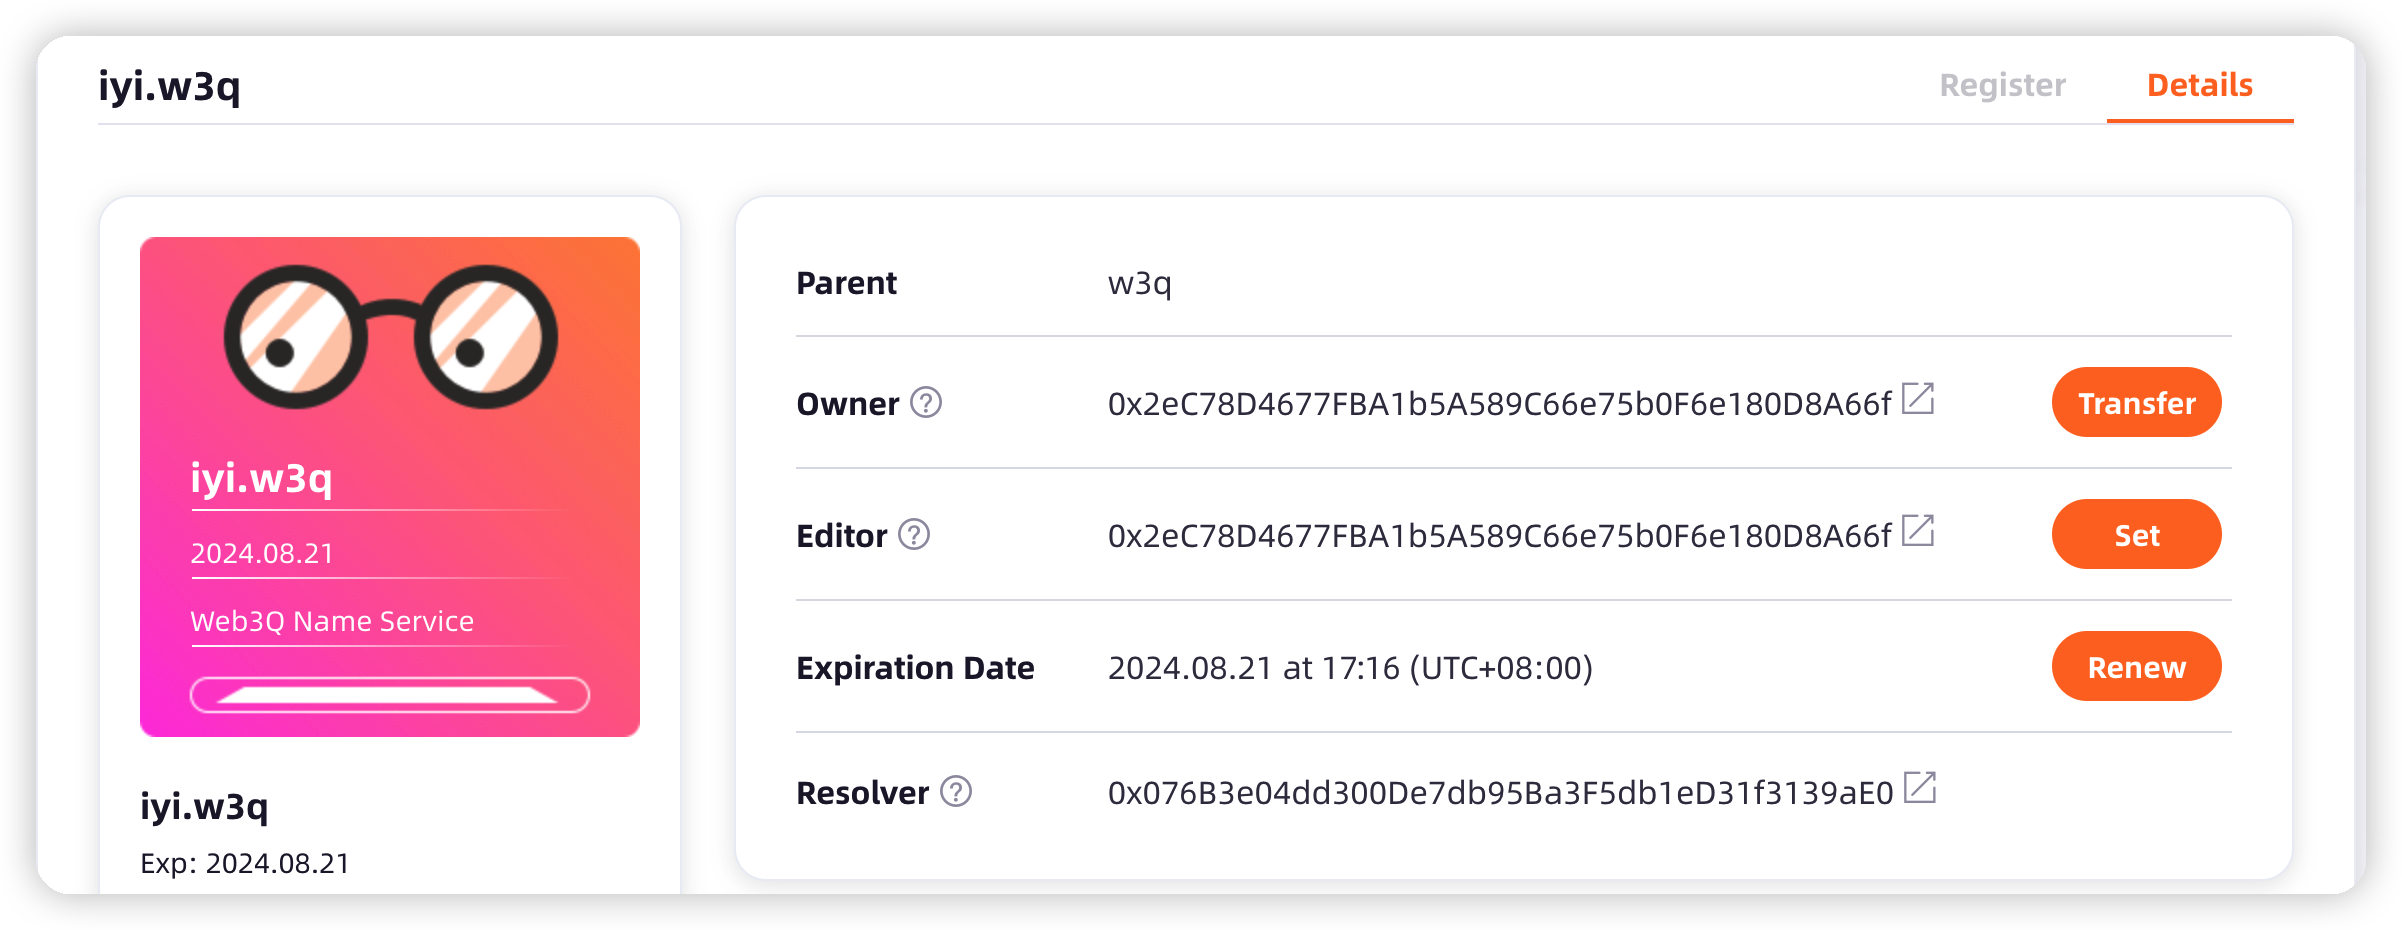 iyi.w3q
Register
Details
iyi.w3q
2024.08.21
Web3Q Name Service
iyi.w3q
Exp: 2024.08.21
Parent w3q
Owner ? 0x2eC78D4677FBA1b5A589C66e75b0F6e180D8A66f Transfer
Editor ? 0x2eC78D4677FBA1b5A589C66e75b0F6e180D8A66f Set
Expiration Date 2024.08.21 at 17:16 (UTC+08:00) Renew
Resolver ? 0x076B3e04dd300De7db95Ba3F5db1eD31f3139aE0